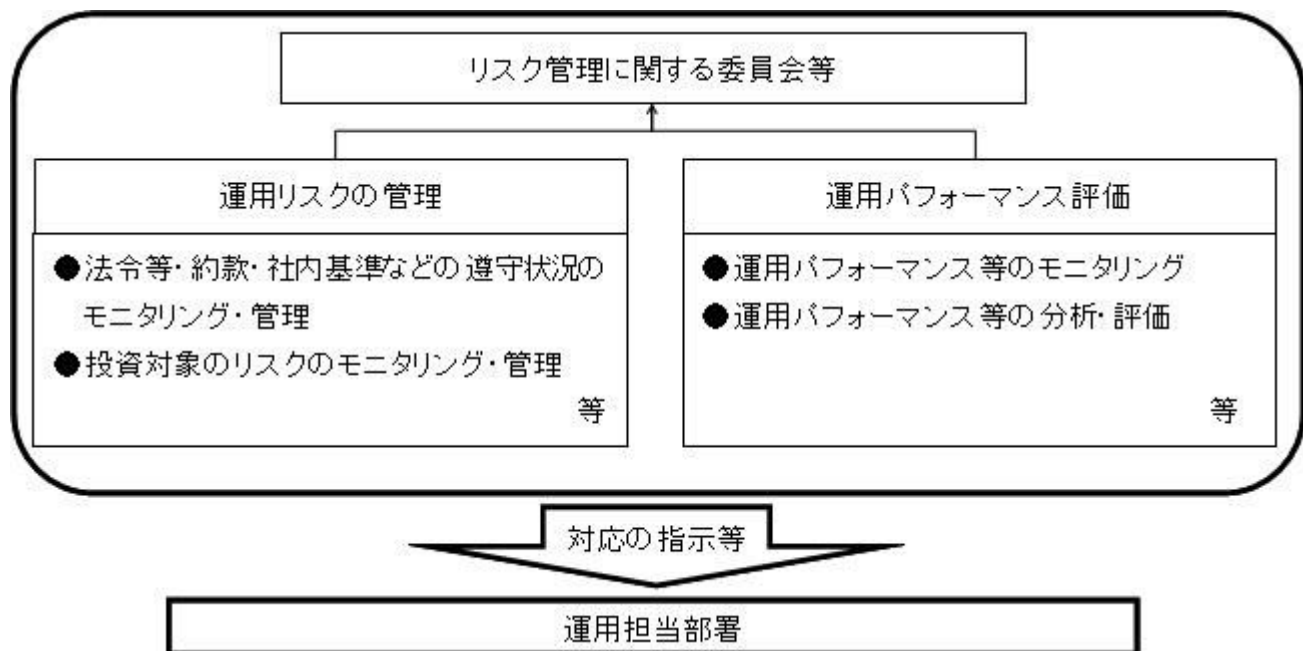 リスク管理に関する委員会等
運用リスクの管理
●法令等・約款・社内基準などの遵守状況の
モニタリング・管理
●投資対象のリスクのモニタリング・管理
等
運用パフォーマンス評価
●運用パフォーマンス等のモニタリング
●運用パフォーマンス等の分析・評価
等
対応の指示等
運用担当部署